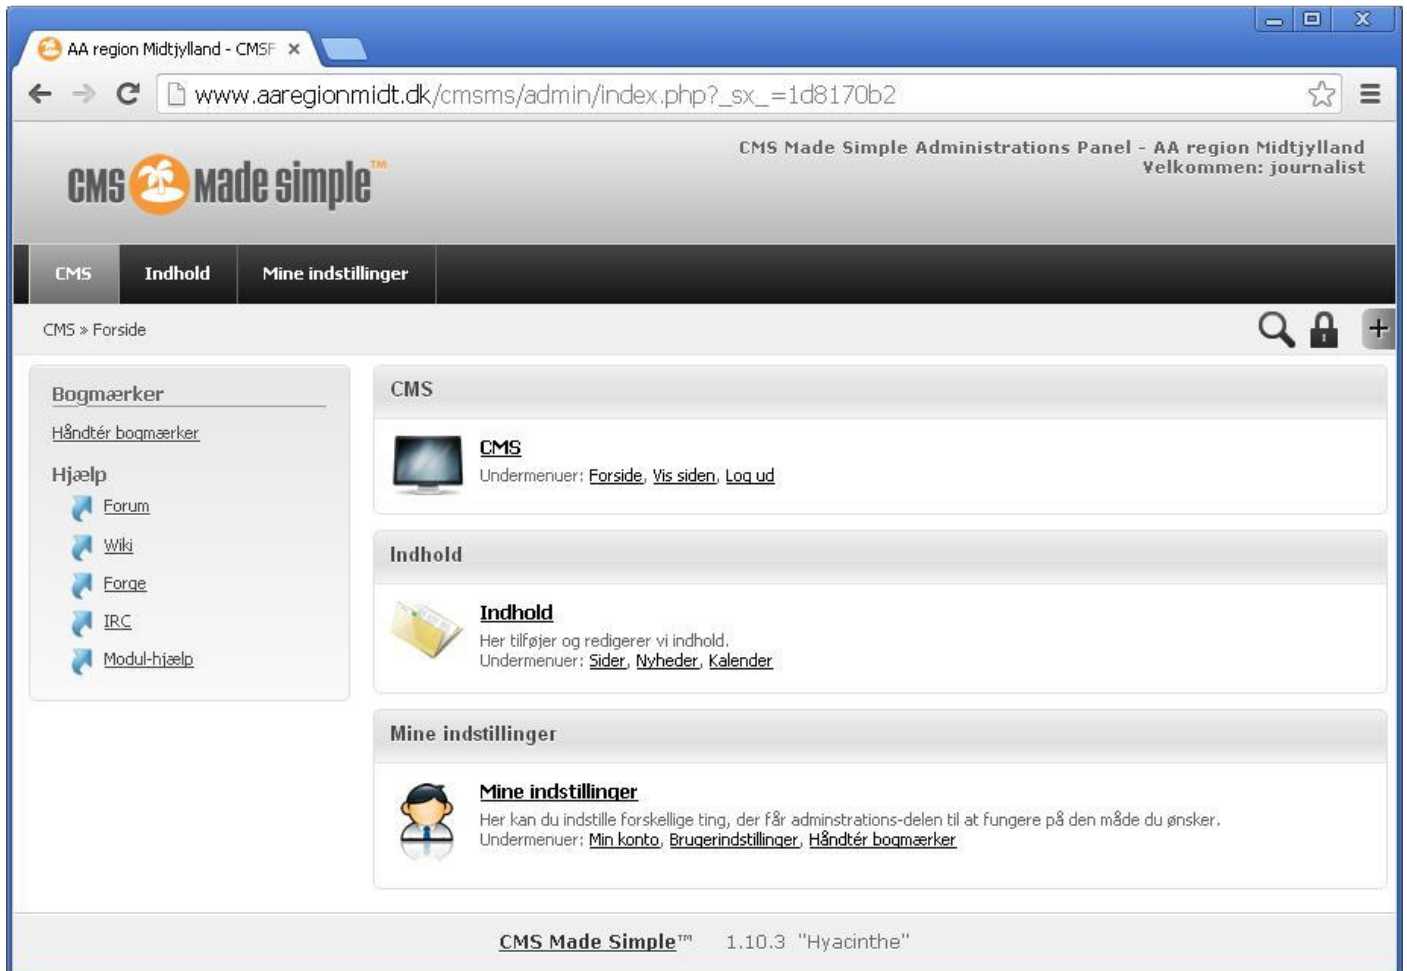 AA region Midtjylland - CMSF
www.aaregionmidt.dk/cmsms/admin/index.php?_sx_=1d8170b2
CMS Made Simple Administrations Panel - AA region Midtjylland
Velkommen: journalist
CMS Made simple™
CMS Indhold Mine indstillinger
CMS » Forside
Bogmærker
Håndtér bogmærker
Hjælp
Forum
Wiki
Forge
IRC
Modul-hjælp
CMS
CMS
Undermenuer: Forside, Vis siden, Log ud
Indhold
Indhold
Her tilføjer og redigerer vi indhold.
Undermenuer: Sider, Nyheder, Kalender
Mine indstillinger
Mine indstillinger
Her kan du indstille forskellige ting, der får adminstrations-delen til at fungere på den måde du ønsker.
Undermenuer: Min konto, Brugerindstillinger, Håndtér bogmærker
CMS Made Simple™ 1.10.3 "Hyacinthe"